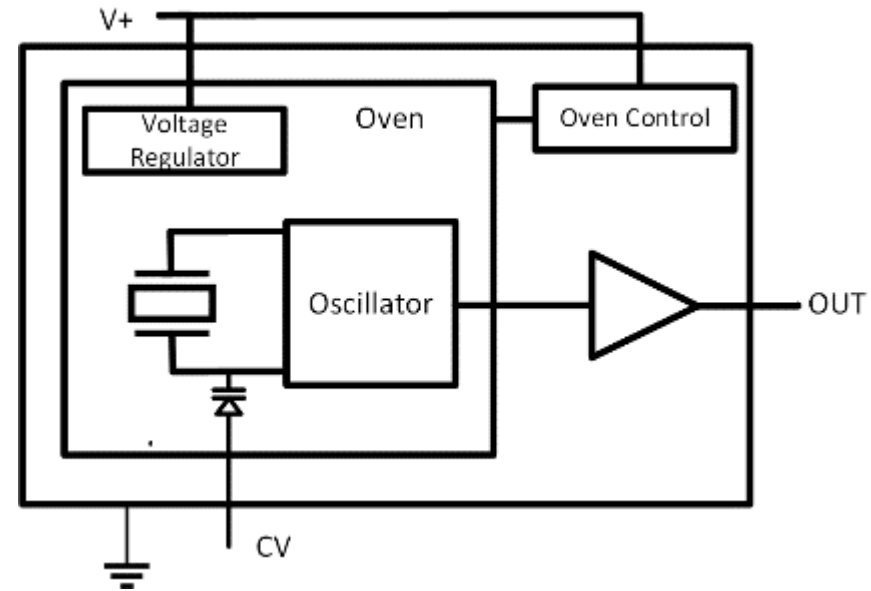 V+
Voltage
Regulator
Oven
Oven Control
Oscillator
OUT
CV